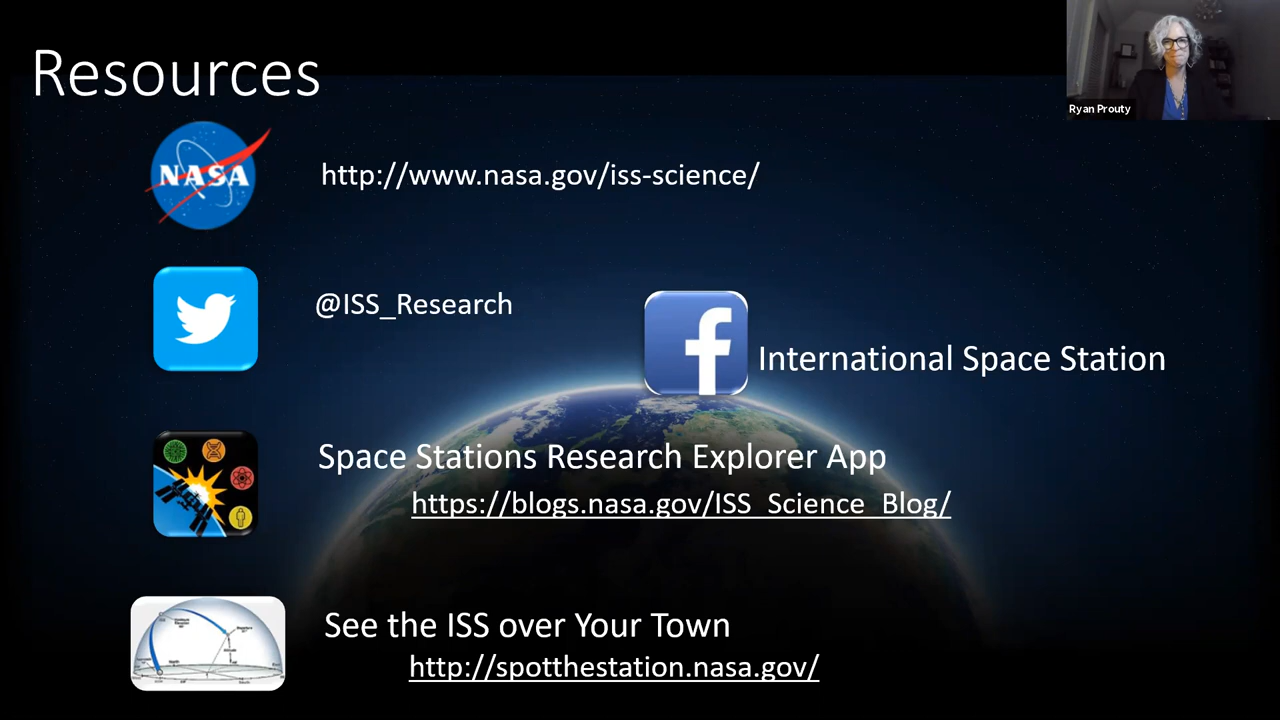 Resources
Ryan Prouty
NASA
http://www.nasa.gov/iss-science/
@ISS_Research
International Space Station
Space Stations Research Explorer App
https://blogs.nasa.gov/ISS_Science_Blog/
See the ISS over Your Town
http://spotthestation.nasa.gov/